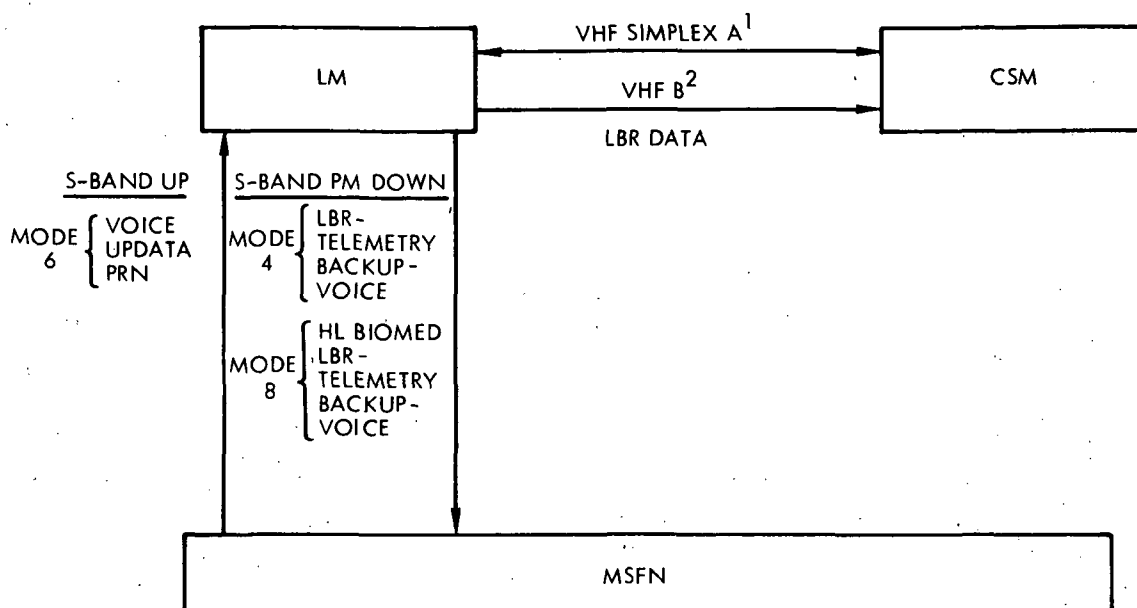 VHF SIMPLEX A1
LM
CSM
VHF B2
LBR DATA
S-BAND UP
S-BAND PM DOWN
MODE
6
VOICE
UPDATA
PRN
MODE
4
LBR-
TELEMETRY
BACKUP-
VOICE
MODE
8
HL BIOMED
LBR-
TELEMETRY
BACKUP-
VOICE
MSFN